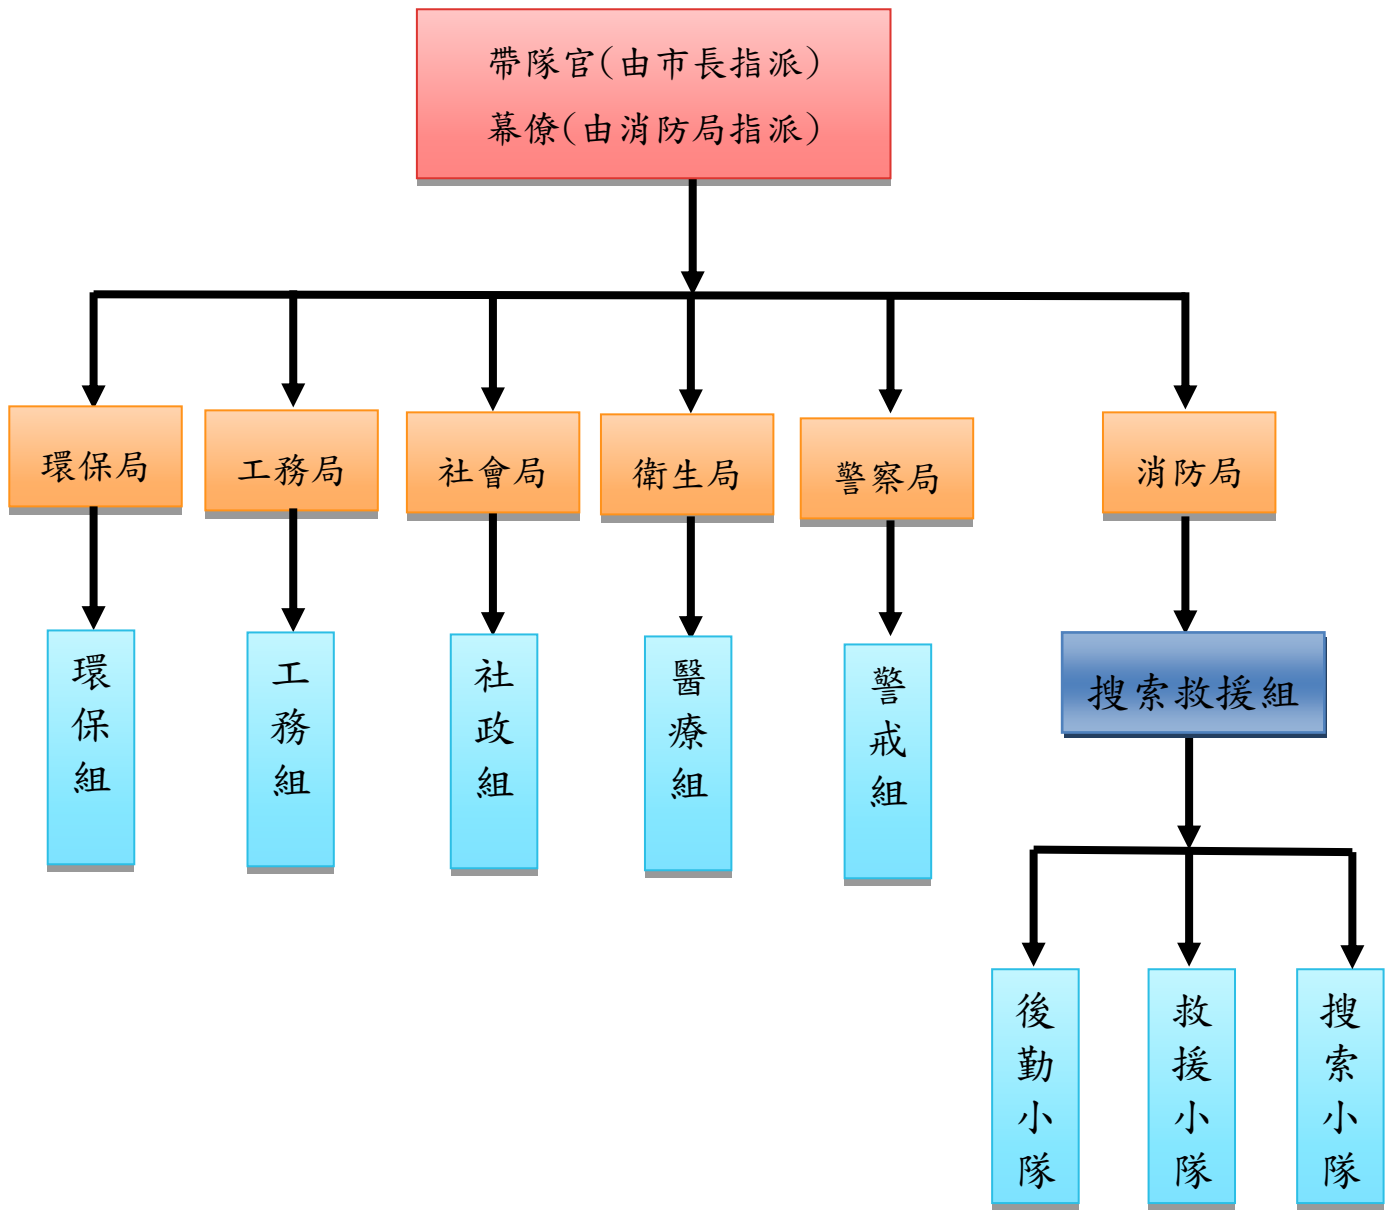 帶隊官(由市長指派)
幕僚(由消防局指派)
環保局
工務局
社會局
衛生局
警察局
消防局
環保組
工務組
社政組
醫療組
警戒組
搜索救援組
後勤小隊
救援小隊
搜索小隊